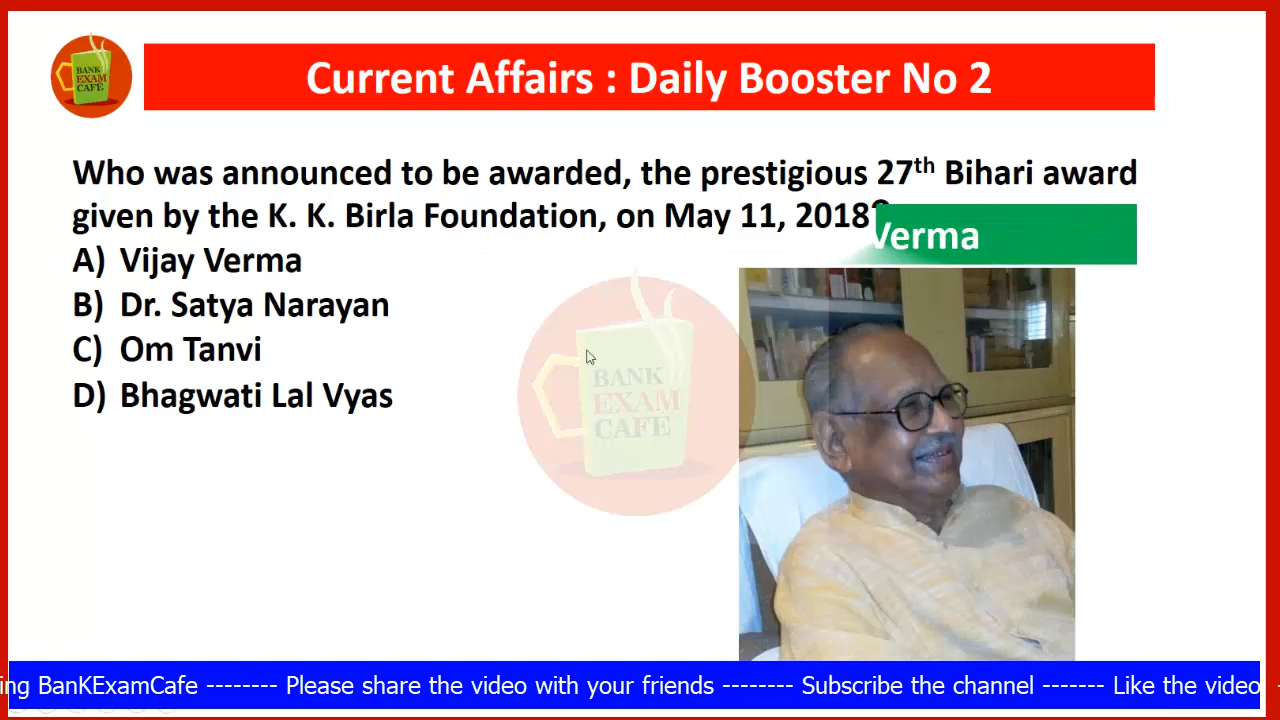 BANK
EXAM
CAFE
Current Affairs : Daily Booster No 2
Who was announced to be awarded, the prestigious 27th Bihari award
given by the K. K. Birla Foundation, on May 11, 2018?
Verma
A) Vijay Verma
B) Dr. Satya Narayan
C) Om Tanvi
D) Bhagwati Lal Vyas
BANK
EXAM
CAFE
ing BanKExamCafe -------- Please share the video with your friends -------- Subscribe the channel ------- Like the video -